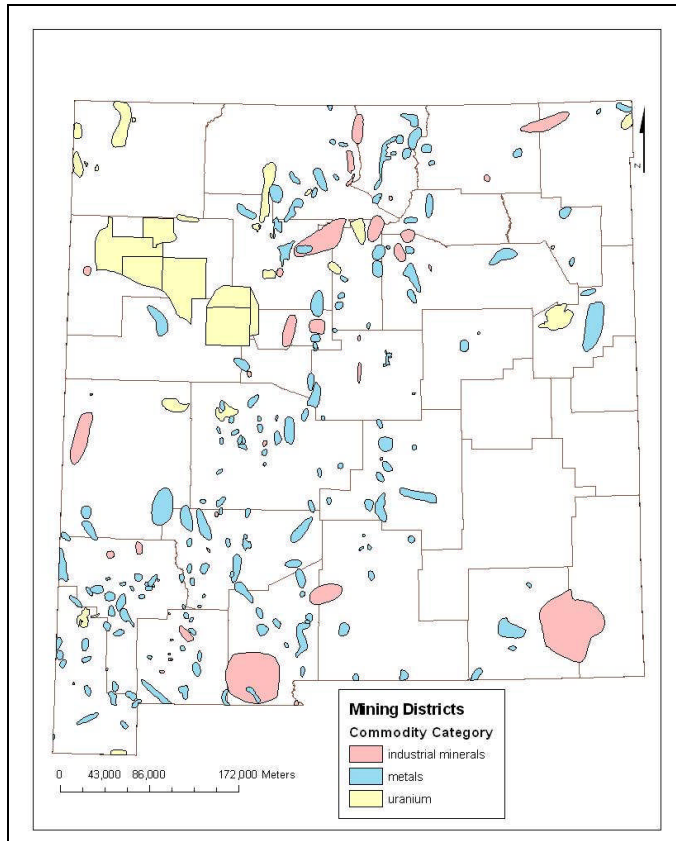 N
Mining Districts
Commodity Category
industrial minerals
metals
uranium
0 43,000 86,000 172,000 Meters